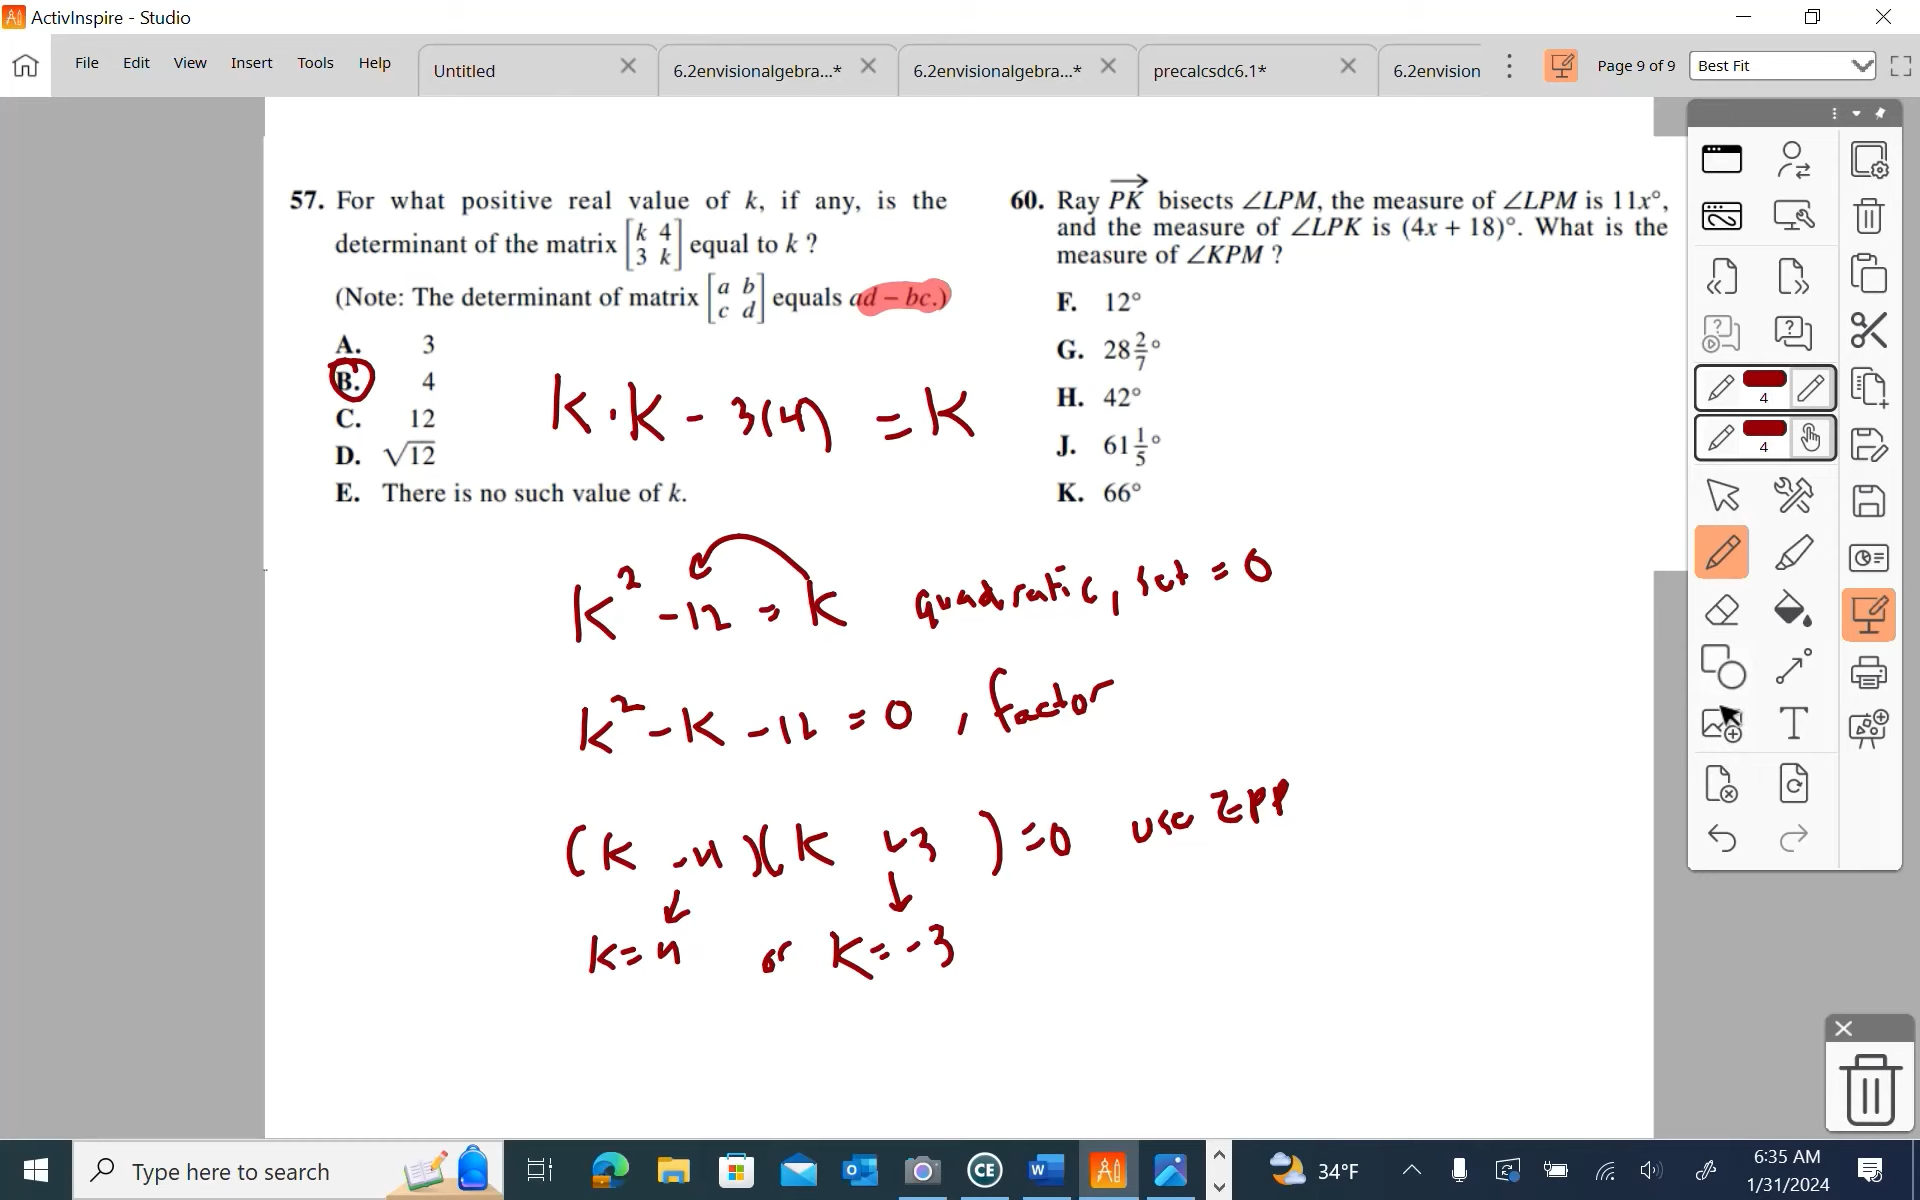 ActivInspire - Studio
File Edit View Insert Tools Help
Untitled
6.2envisionalgebra...*
6.2envisionalgebra...*
precalcsdc6.1*
6.2envision
Page 9 of 9
Best Fit
57. For what positive real value of k, if any, is the
determinant of the matrix [k 4 3 k] equal to k ?
(Note: The determinant of matrix [a b c d] equals ad − bc.)
A. 3
B. 4
C. 12
D. √12
E. There is no such value of k.
k · k - 3(4) = k
k² - 12 = k quadratic, set = 0
k² - k - 12 = 0 , factor
(k - 4)(k +3 ) = 0 use ZPP
k = 4 or k = -3
60. Ray PK bisects ∠LPM, the measure of ∠LPM is 11x°,
and the measure of ∠LPK is (4x + 18)°. What is the
measure of ∠KPM ?
F. 12°
G. 28 2/7°
H. 42°
J. 61 1/5°
K. 66°
4
4
Type here to search
34°F
6:35 AM
1/31/2024